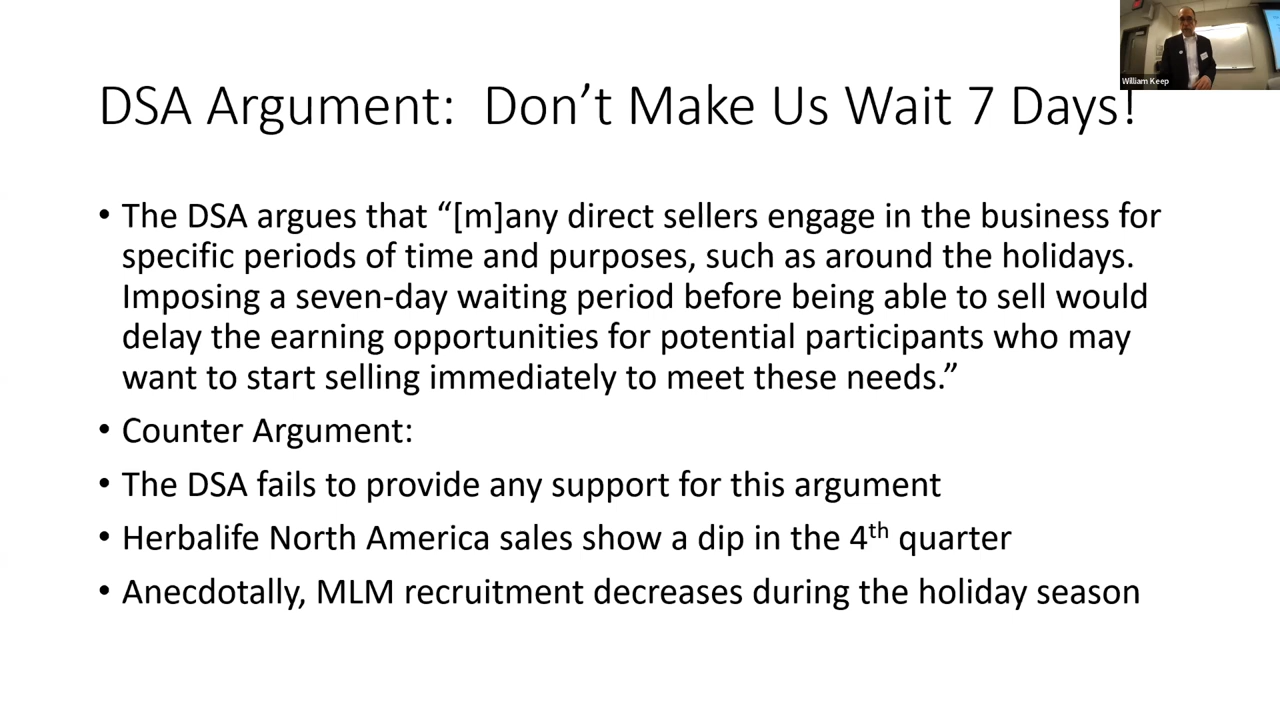 William Keep
DSA Argument:  Don’t Make Us Wait 7 Days!
• The DSA argues that “[m]any direct sellers engage in the business for
specific periods of time and purposes, such as around the holidays.
Imposing a seven-day waiting period before being able to sell would
delay the earning opportunities for potential participants who may
want to start selling immediately to meet these needs.”
• Counter Argument:
• The DSA fails to provide any support for this argument
• Herbalife North America sales show a dip in the 4th quarter
• Anecdotally, MLM recruitment decreases during the holiday season